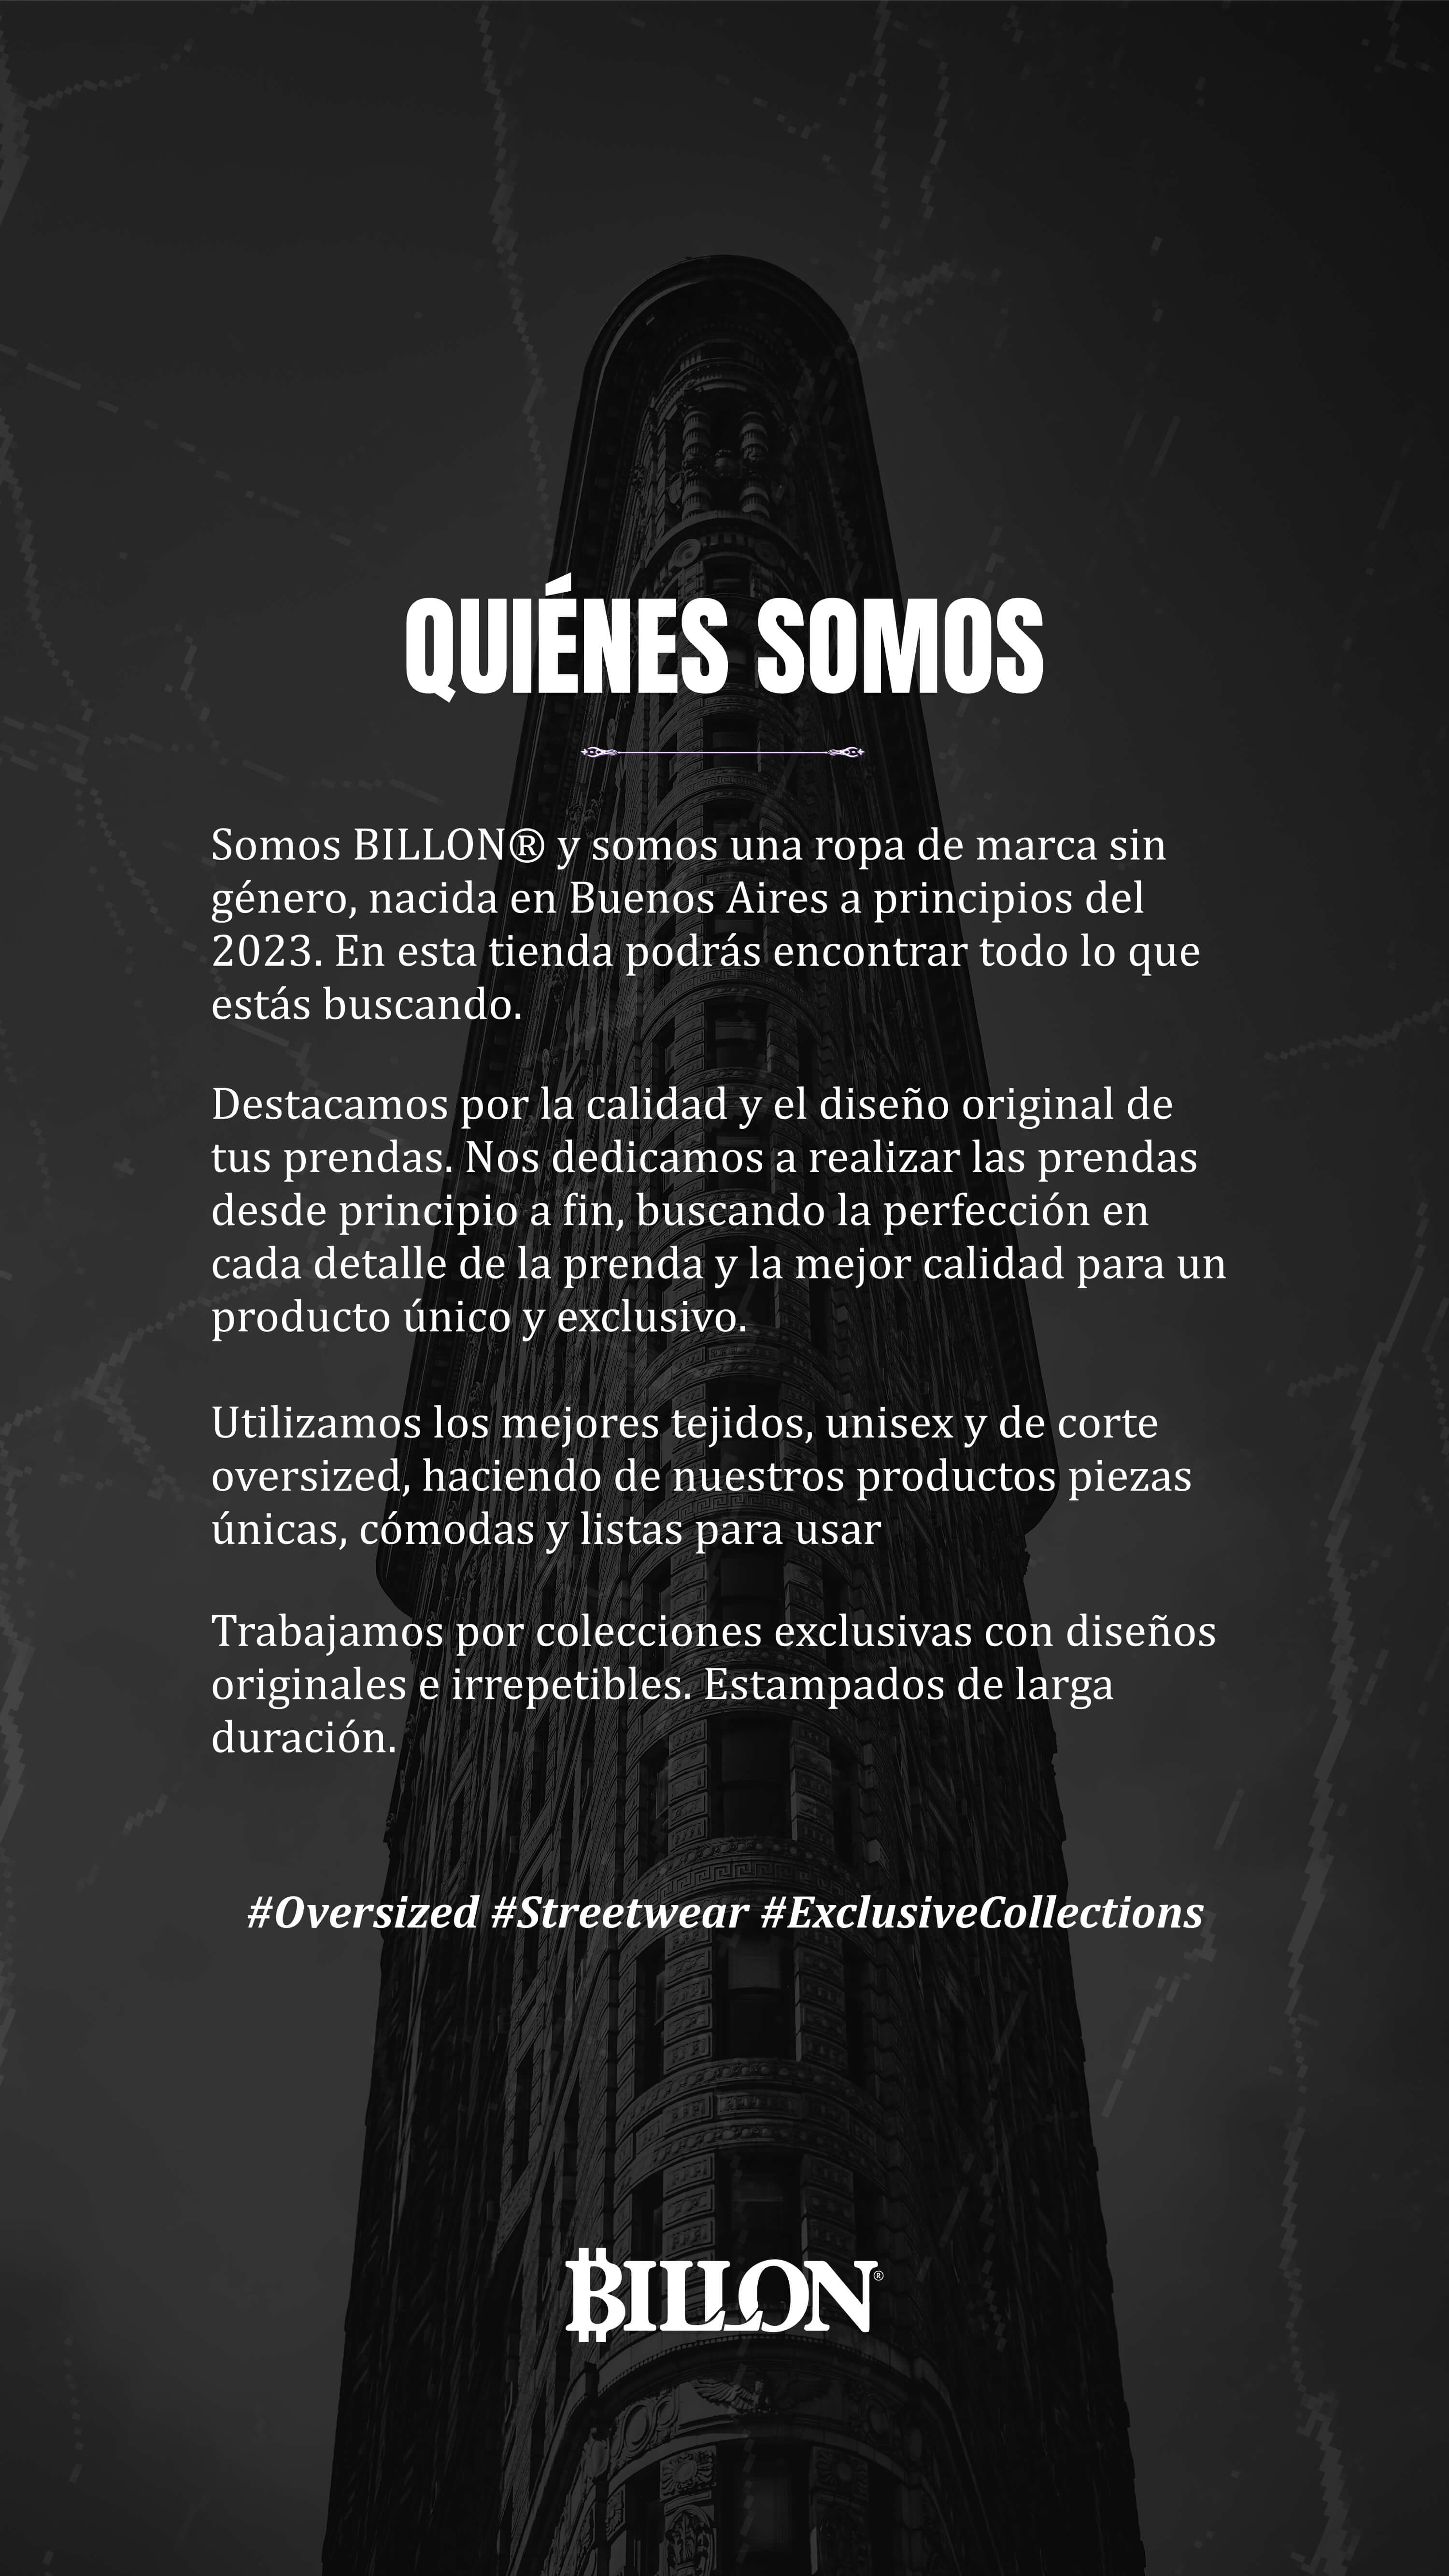 QUIÉNES SOMOS
Somos BILLON® y somos una ropa de marca sin
género, nacida en Buenos Aires a principios del
2023. En esta tienda podrás encontrar todo lo que
estás buscando.
Destacamos por la calidad y el diseño original de
tus prendas. Nos dedicamos a realizar las prendas
desde principio a fin, buscando la perfección en
cada detalle de la prenda y la mejor calidad para un
producto único y exclusivo.
Utilizamos los mejores tejidos, unisex y de corte
oversized, haciendo de nuestros productos piezas
únicas, cómodas y listas para usar
Trabajamos por colecciones exclusivas con diseños
originales e irrepetibles. Estampados de larga
duración.
#Oversized #Streetwear #ExclusiveCollections
BILLON®